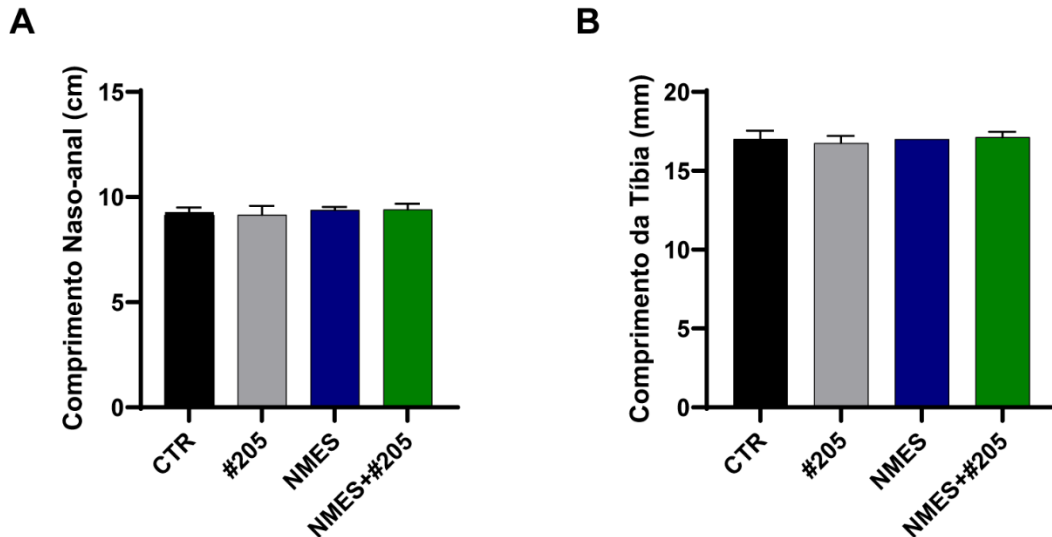 A
Comprimento Naso-anal (cm)
15
10
5
0
CTR
#205
NMES
NMES+#205
B
Comprimento da Tíbia (mm)
20
15
10
5
0
CTR
#205
NMES
NMES+#205